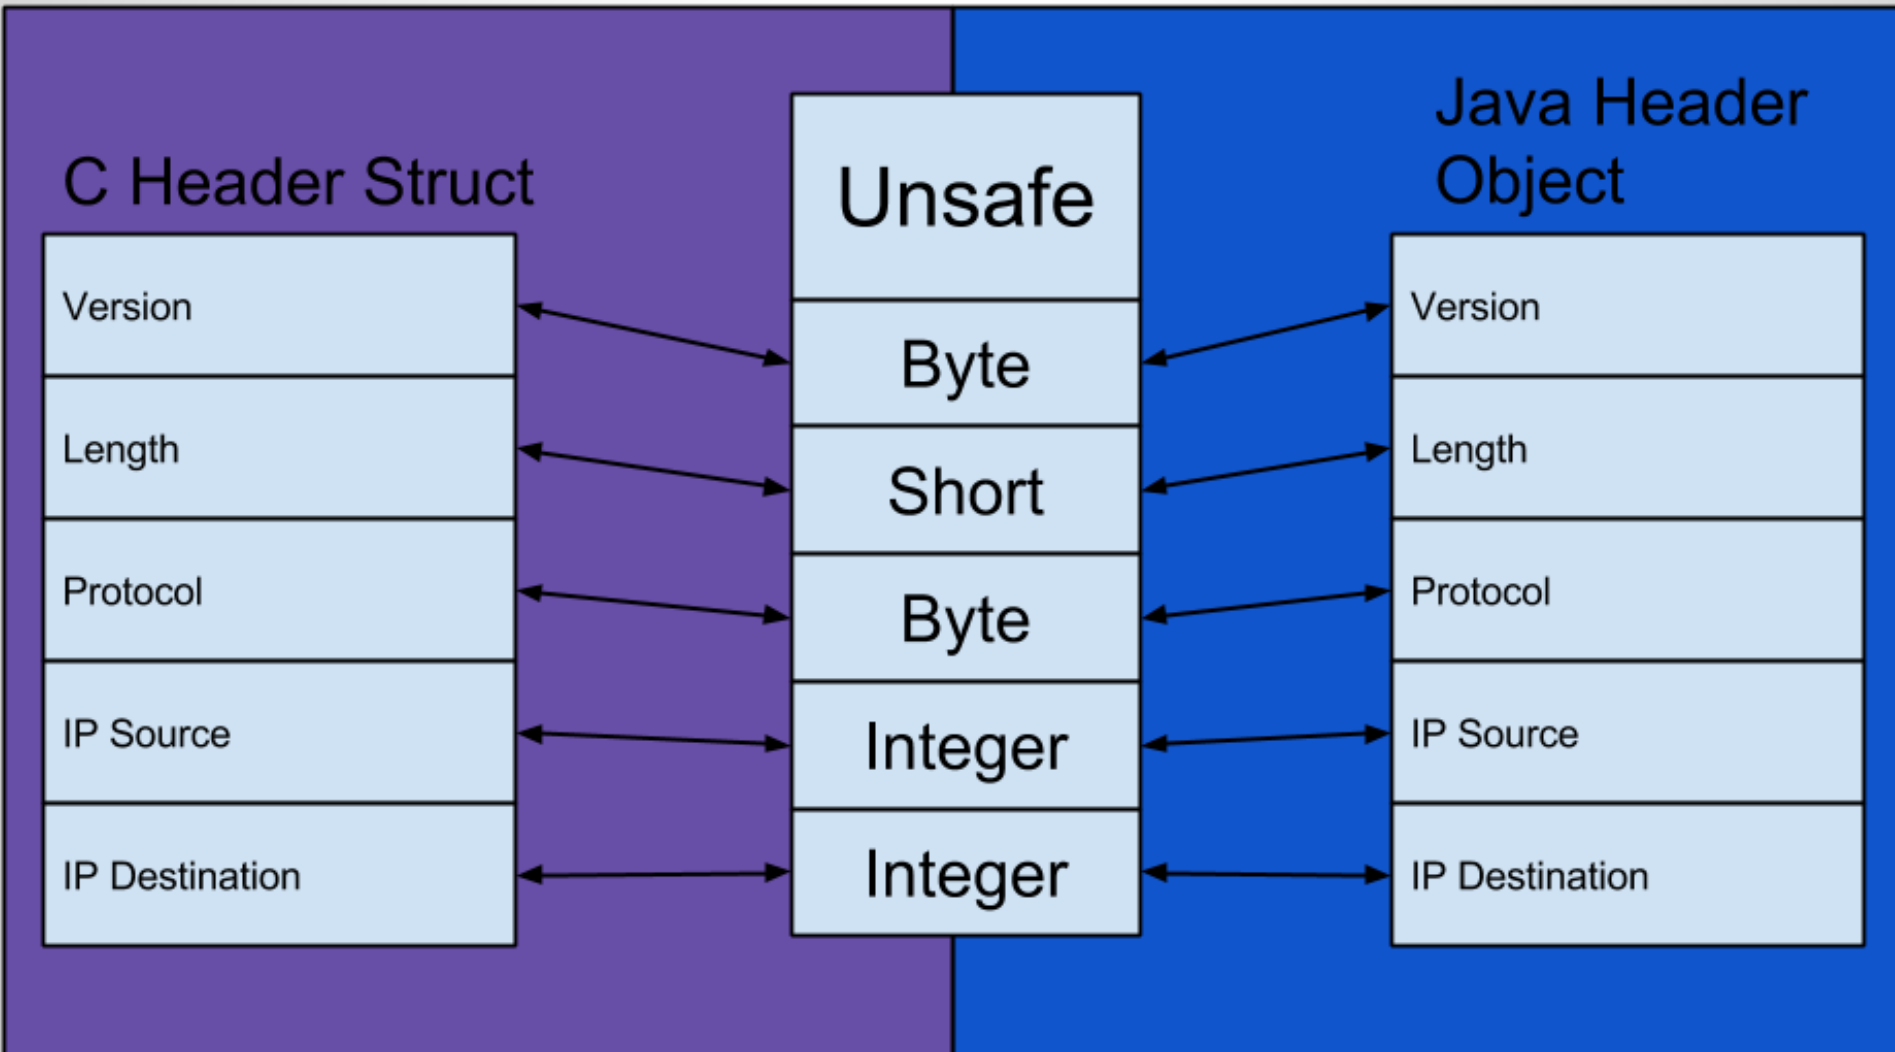 C Header Struct
Version
Length
Protocol
IP Source
IP Destination
Unsafe
Byte
Short
Byte
Integer
Integer
Java Header
Object
Version
Length
Protocol
IP Source
IP Destination